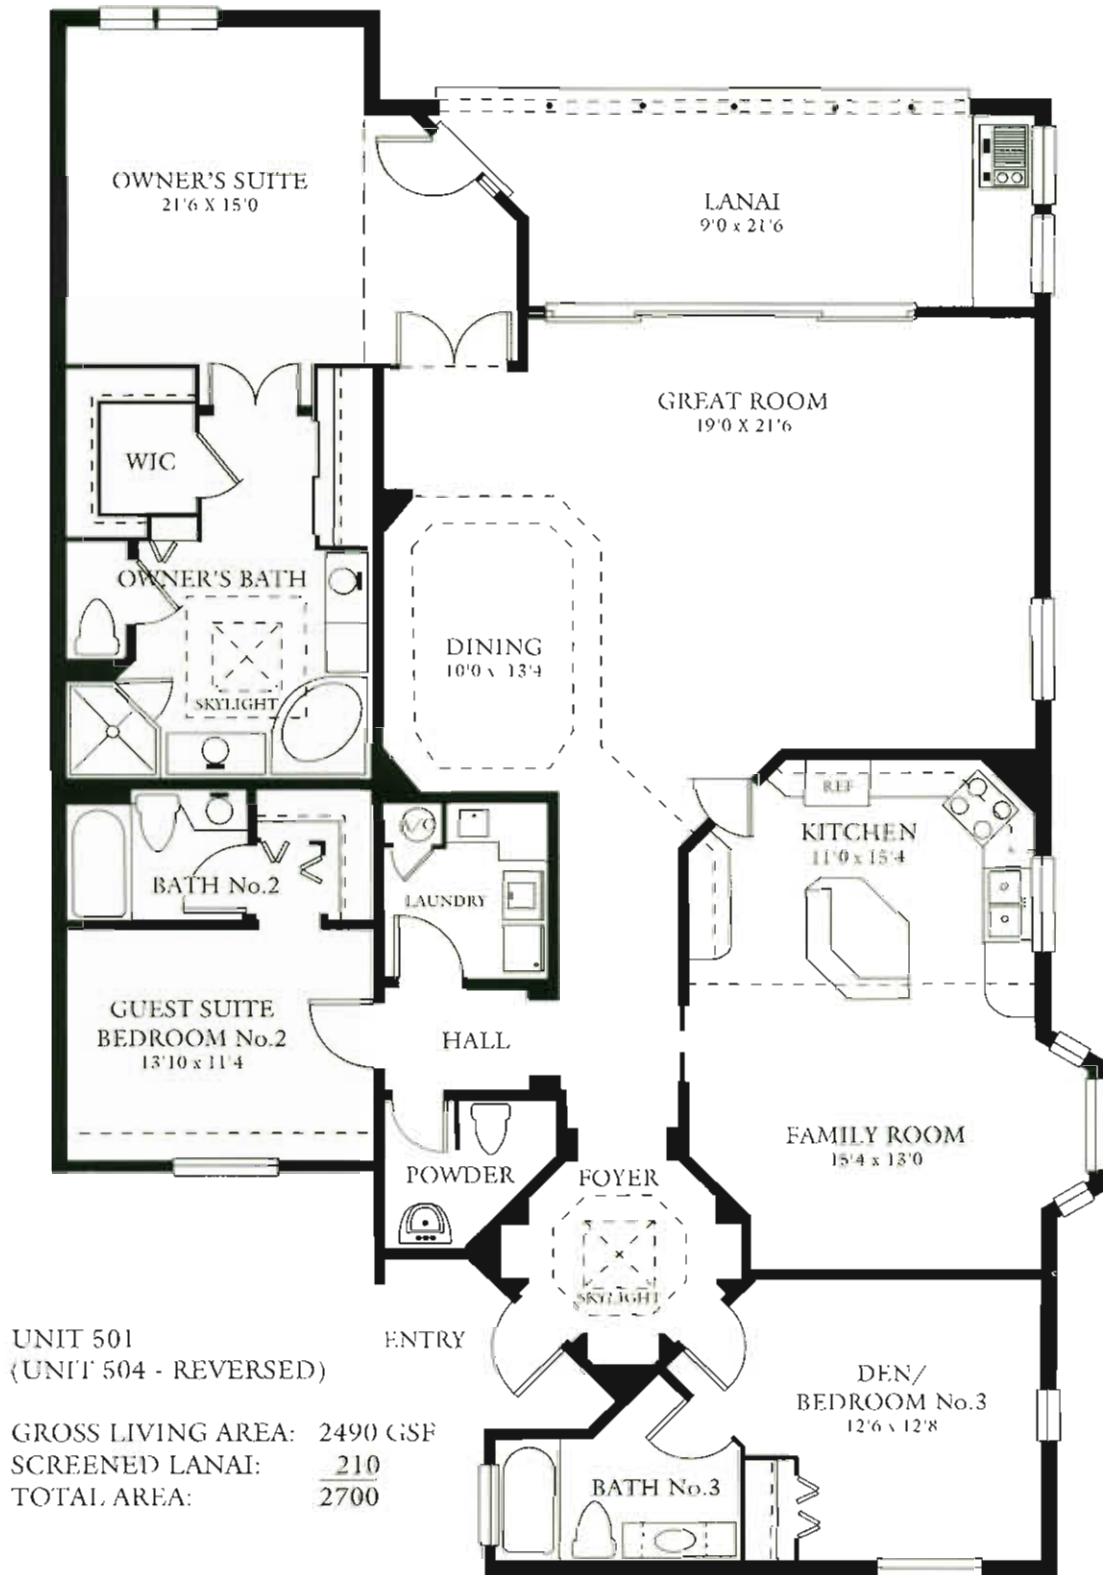 OWNER'S SUITE
21'6 X 15'0
LANAI
9'0 x 21'6
GREAT ROOM
19'0 X 21'6
WIC
OWNER'S BATH
SKYLIGHT
DINING
10'0 x 13'4
REF
KITCHEN
11'0 x 15'4
A/C
BATH No.2
LAUNDRY
GUEST SUITE
BEDROOM No.2
13'10 x 11'4
HALL
FAMILY ROOM
15'4 x 13'0
POWDER
FOYER
SKYLIGHT
ENTRY
DEN/
BEDROOM No.3
12'6 x 12'8
BATH No.3
UNIT 501
(UNIT 504 - REVERSED)
GROSS LIVING AREA: 2490 GSF
SCREENED LANAI: 210
TOTAL AREA: 2700